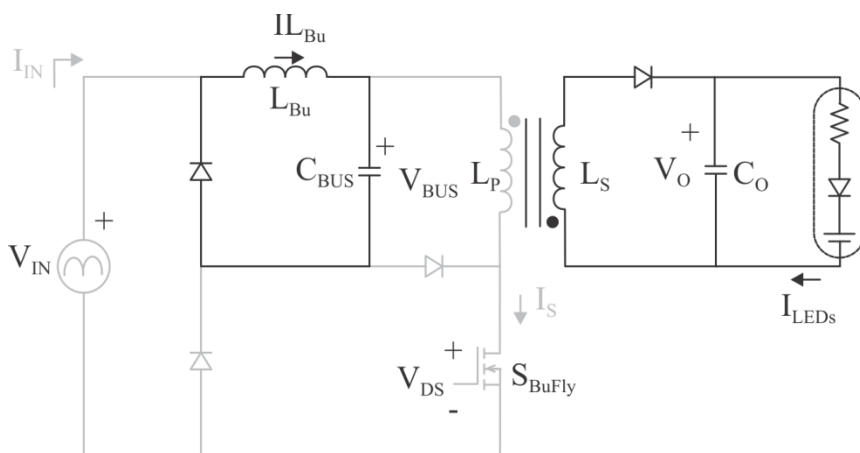 IL_Bu
I_IN
L_Bu
+
+
C_BUS
V_BUS
L_P
L_S
V_O
C_O
+
V_IN
I_S
I_LEDs
+
V_DS
S_BuFly
-